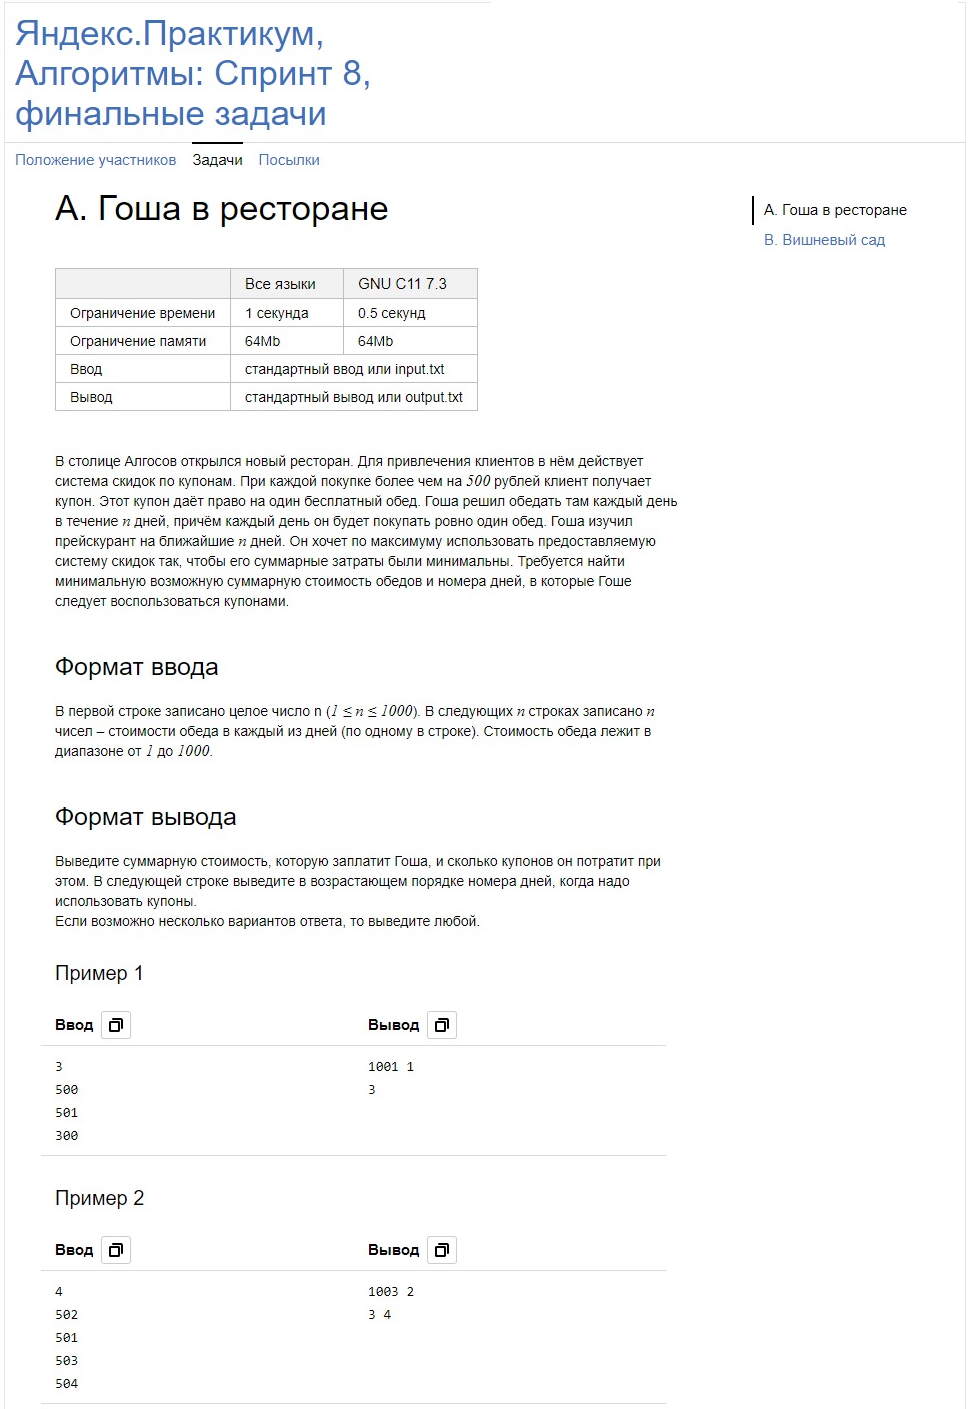 Яндекс.Практикум,
Алгоритмы: Спринт 8,
финальные задачи
Положение участников Задачи Посылки
A. Гоша в ресторане
A. Гоша в ресторане
B. Вишневый сад
Все языки GNU C11 7.3
Ограничение времени 1 секунда 0.5 секунд
Ограничение памяти 64Mb 64Mb
Ввод стандартный ввод или input.txt
Вывод стандартный вывод или output.txt
В столице Алгосов открылся новый ресторан. Для привлечения клиентов в нём действует
система скидок по купонам. При каждой покупке более чем на 500 рублей клиент получает
купон. Этот купон даёт право на один бесплатный обед. Гоша решил обедать там каждый день
в течение n дней, причём каждый день он будет покупать ровно один обед. Гоша изучил
прейскурант на ближайшие n дней. Он хочет по максимуму использовать предоставляемую
систему скидок так, чтобы его суммарные затраты были минимальны. Требуется найти
минимальную возможную суммарную стоимость обедов и номера дней, в которые Гоше
следует воспользоваться купонами.
Формат ввода
В первой строке записано целое число n (1 ≤ n ≤ 1000). В следующих n строках записано n
чисел – стоимости обеда в каждый из дней (по одному в строке). Стоимость обеда лежит в
диапазоне от 1 до 1000.
Формат вывода
Выведите суммарную стоимость, которую заплатит Гоша, и сколько купонов он потратит при
этом. В следующей строке выведите в возрастающем порядке номера дней, когда надо
использовать купоны.
Если возможно несколько вариантов ответа, то выведите любой.
Пример 1
Ввод Вывод
3 1001 1
500 3
501
300
Пример 2
Ввод Вывод
4 1003 2
502 3 4
501
503
504